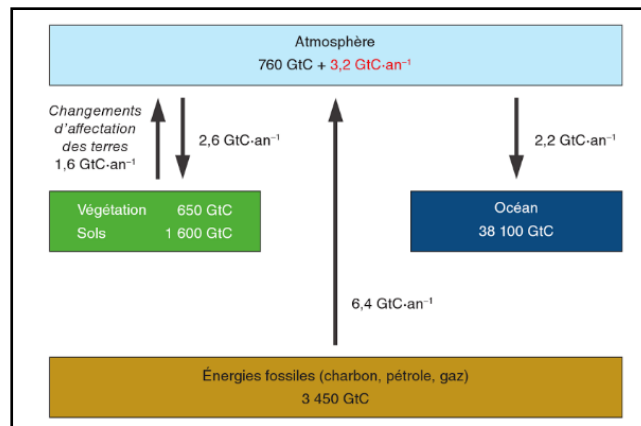 Atmosphère
760 GtC + 3,2 GtC·an⁻¹
Changements
d'affectation
des terres
1,6 GtC·an⁻¹
2,6 GtC·an⁻¹
2,2 GtC·an⁻¹
Végétation 650 GtC
Sols 1 600 GtC
Océan
38 100 GtC
6,4 GtC·an⁻¹
Énergies fossiles (charbon, pétrole, gaz)
3 450 GtC